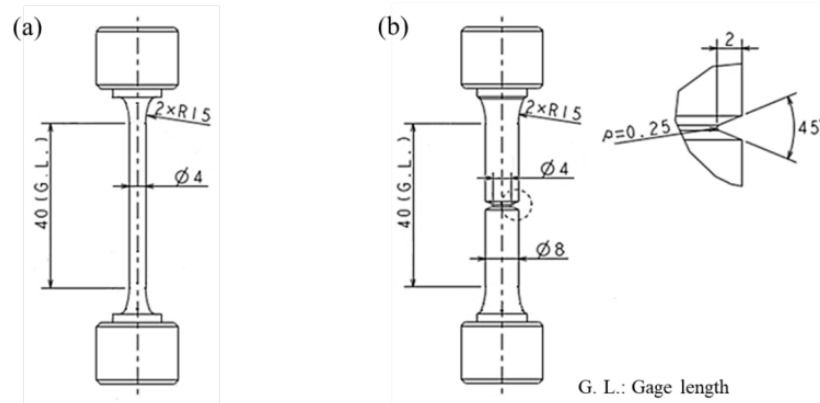 (a)
2×R15
40(G.L.)
Ø4
(b)
2×R15
40(G.L.)
Ø4
Ø8
2
ρ=0.25
45°
G. L.: Gage length